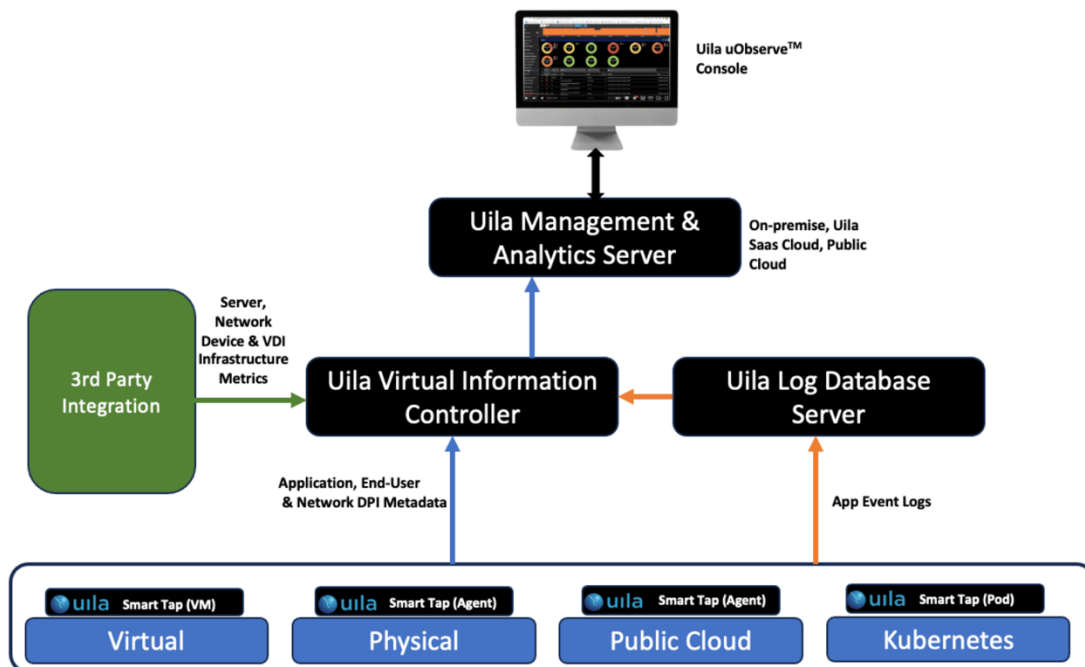 Uila uObserve™
Console
Uila Management &
Analytics Server
On-premise, Uila
Saas Cloud, Public
Cloud
Server,
Network
Device & VDI
Infrastructure
Metrics
3rd Party
Integration
Uila Virtual Information
Controller
Uila Log Database
Server
Application, End-User
& Network DPI Metadata
App Event Logs
uila Smart Tap (VM)
Virtual
uila Smart Tap (Agent)
Physical
uila Smart Tap (Agent)
Public Cloud
uila Smart Tap (Pod)
Kubernetes